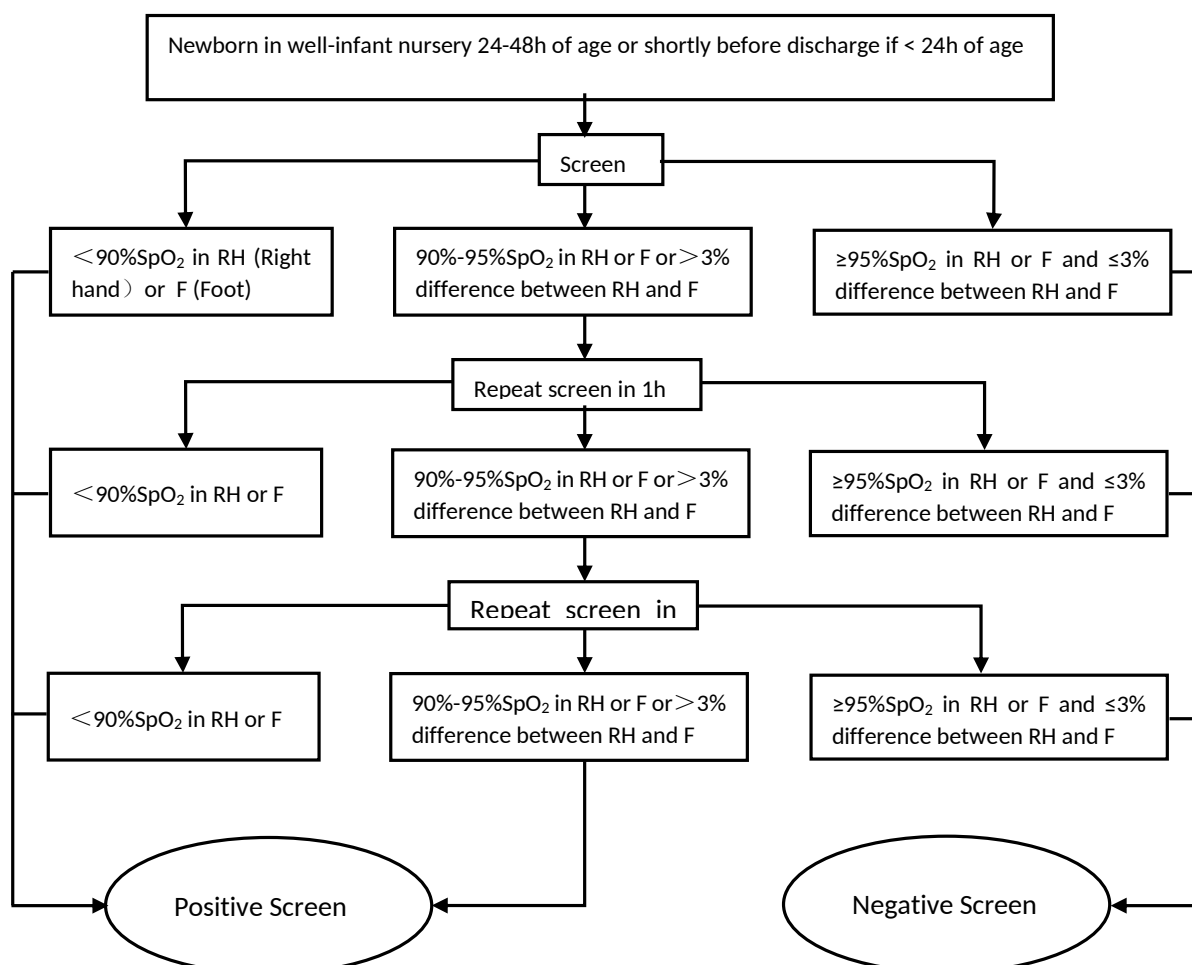 Newborn in well-infant nursery 24-48h of age or shortly before discharge if < 24h of age
Screen
＜90%SpO₂ in RH (Right
hand）or F (Foot)
90%-95%SpO₂ in RH or F or＞3%
difference between RH and F
≥95%SpO₂ in RH or F and ≤3%
difference between RH and F
Repeat screen in 1h
＜90%SpO₂ in RH or F
90%-95%SpO₂ in RH or F or＞3%
difference between RH and F
≥95%SpO₂ in RH or F and ≤3%
difference between RH and F
Repeat screen in
＜90%SpO₂ in RH or F
90%-95%SpO₂ in RH or F or＞3%
difference between RH and F
≥95%SpO₂ in RH or F and ≤3%
difference between RH and F
Positive Screen
Negative Screen